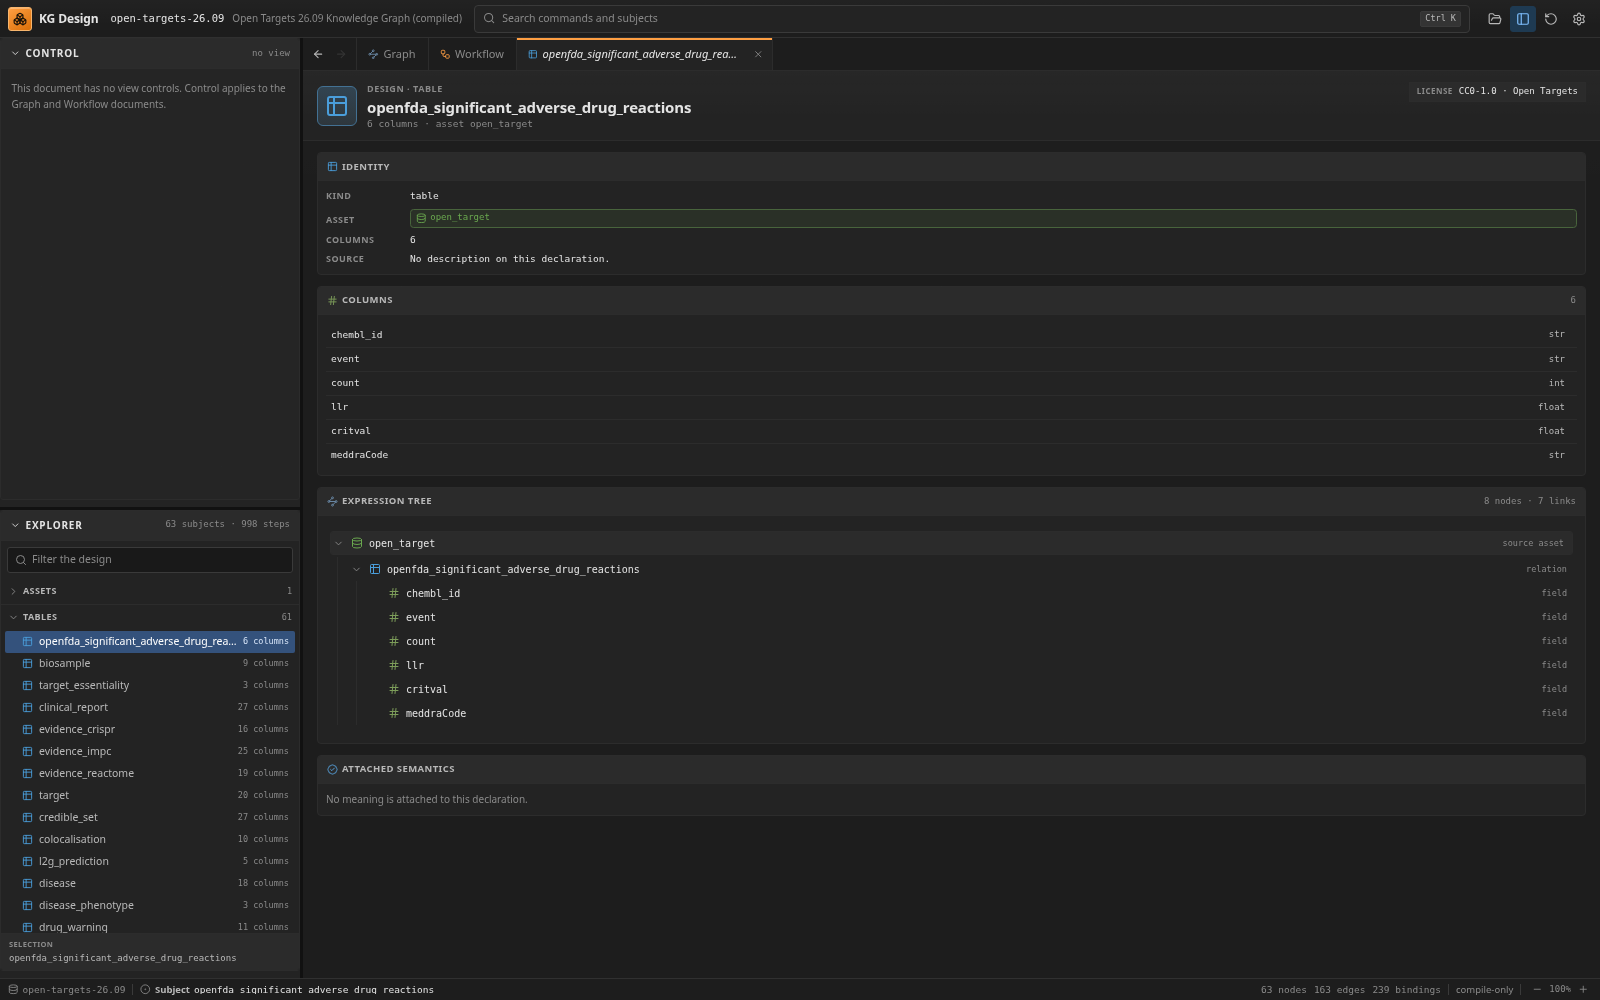 KG Design open-targets-26.09 Open Targets 26.09 Knowledge Graph (compiled) Search commands and subjects Ctrl K
CONTROL no view
This document has no view controls. Control applies to the
Graph and Workflow documents.
Graph Workflow openfda_significant_adverse_drug_rea...
DESIGN · TABLE
openfda_significant_adverse_drug_reactions
6 columns · asset open_target
LICENSE CC0-1.0 · Open Targets
IDENTITY
KIND table
ASSET open_target
COLUMNS 6
SOURCE No description on this declaration.
COLUMNS 6
chembl_id str
event str
count int
llr float
critval float
meddraCode str
EXPRESSION TREE 8 nodes · 7 links
open_target source asset
openfda_significant_adverse_drug_reactions relation
chembl_id field
event field
count field
llr field
critval field
meddraCode field
ATTACHED SEMANTICS
No meaning is attached to this declaration.
EXPLORER 63 subjects · 998 steps
Filter the design
ASSETS 1
TABLES 61
openfda_significant_adverse_drug_rea... 6 columns
biosample 9 columns
target_essentiality 3 columns
clinical_report 27 columns
evidence_crispr 16 columns
evidence_impc 25 columns
evidence_reactome 19 columns
target 20 columns
credible_set 27 columns
colocalisation 10 columns
l2g_prediction 5 columns
disease 18 columns
disease_phenotype 3 columns
drug_warning 11 columns
SELECTION
openfda_significant_adverse_drug_reactions
open-targets-26.09 Subject openfda_significant_adverse_drug_reactions 63 nodes 163 edges 239 bindings compile-only 100%